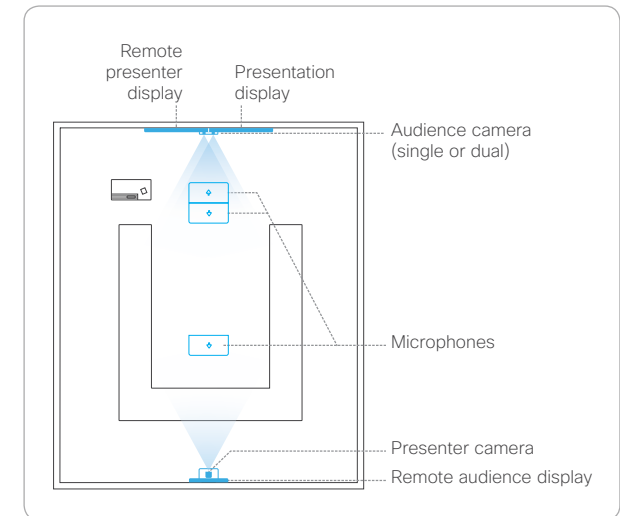 Remote
presenter
display
Presentation
display
Audience camera
(single or dual)
Microphones
Presenter camera
Remote audience display